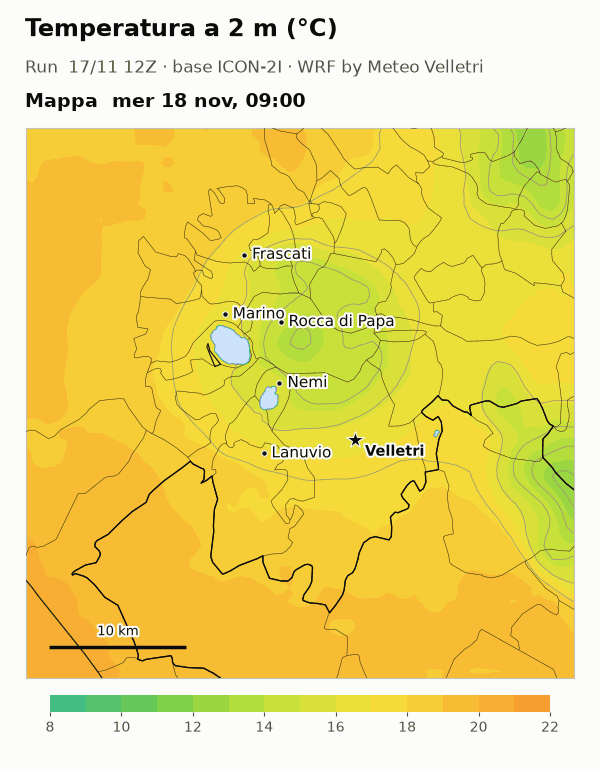 Temperatura a 2 m (°C)
Run  17/11 12Z · base ICON-2I · WRF by Meteo Velletri
Mappa  mer 18 nov, 09:00
Frascati
Marino
Rocca di Papa
Nemi
Velletri
Lanuvio
10 km
8 10 12 14 16 18 20 22